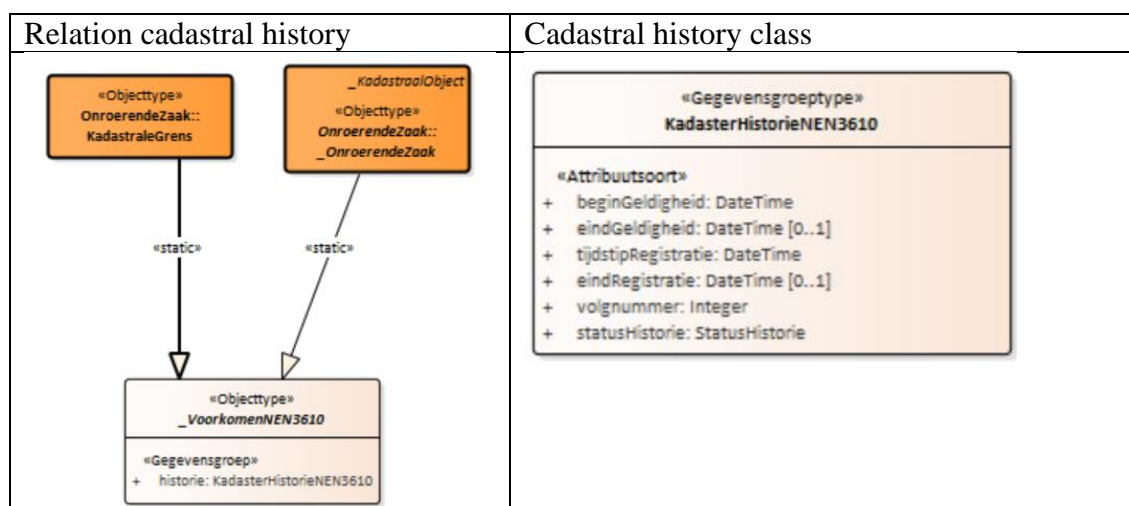 Relation cadastral history
Cadastral history class
«Objecttype»
OnroerendeZaak::
KadastraleGrens
_KadastraalObject
«Objecttype»
OnroerendeZaak::
_OnroerendeZaak
«static»
«static»
«Objecttype»
_VoorkomenNEN3610
«Gegevensgroep»
+ historie: KadasterHistorieNEN3610
«Gegevensgroeptype»
KadasterHistorieNEN3610
«Attribuutsoort»
+ beginGeldigheid: DateTime
+ eindGeldigheid: DateTime [0..1]
+ tijdstipRegistratie: DateTime
+ eindRegistratie: DateTime [0..1]
+ volgnummer: Integer
+ statusHistorie: StatusHistorie